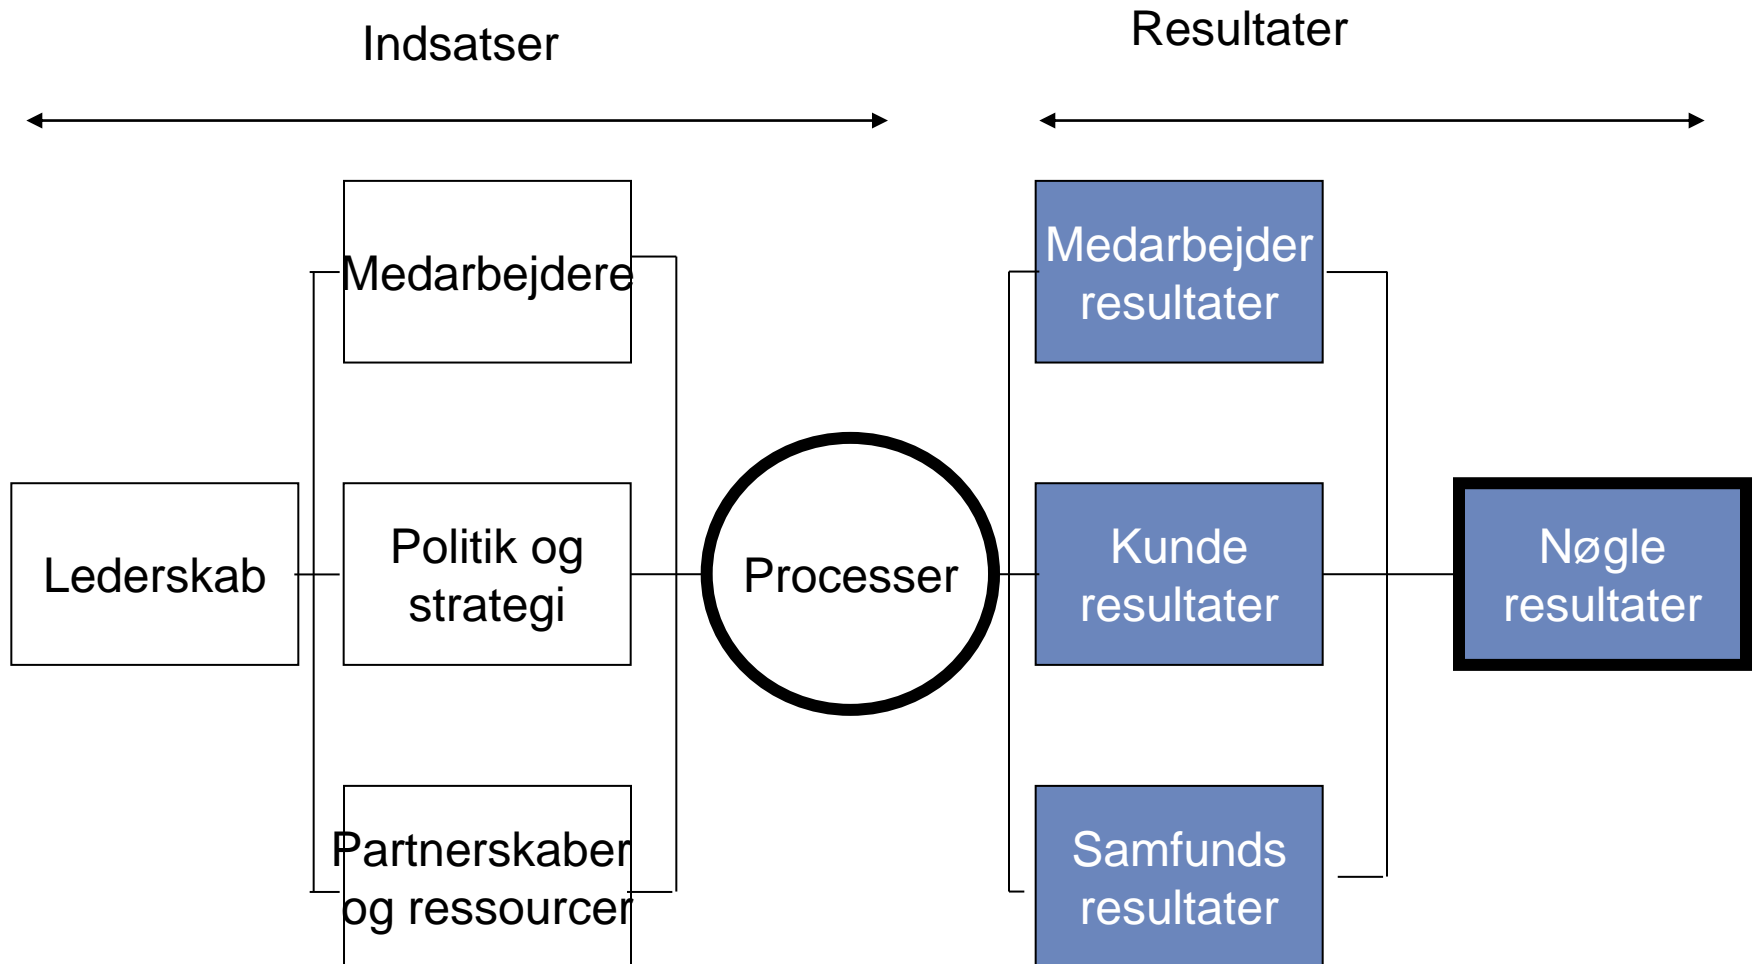 Indsatser
Resultater
Medarbejdere
Medarbejder
resultater
Lederskab
Politik og
strategi
Processer
Kunde
resultater
Nøgle
resultater
Partnerskaber
og ressourcer
Samfunds
resultater